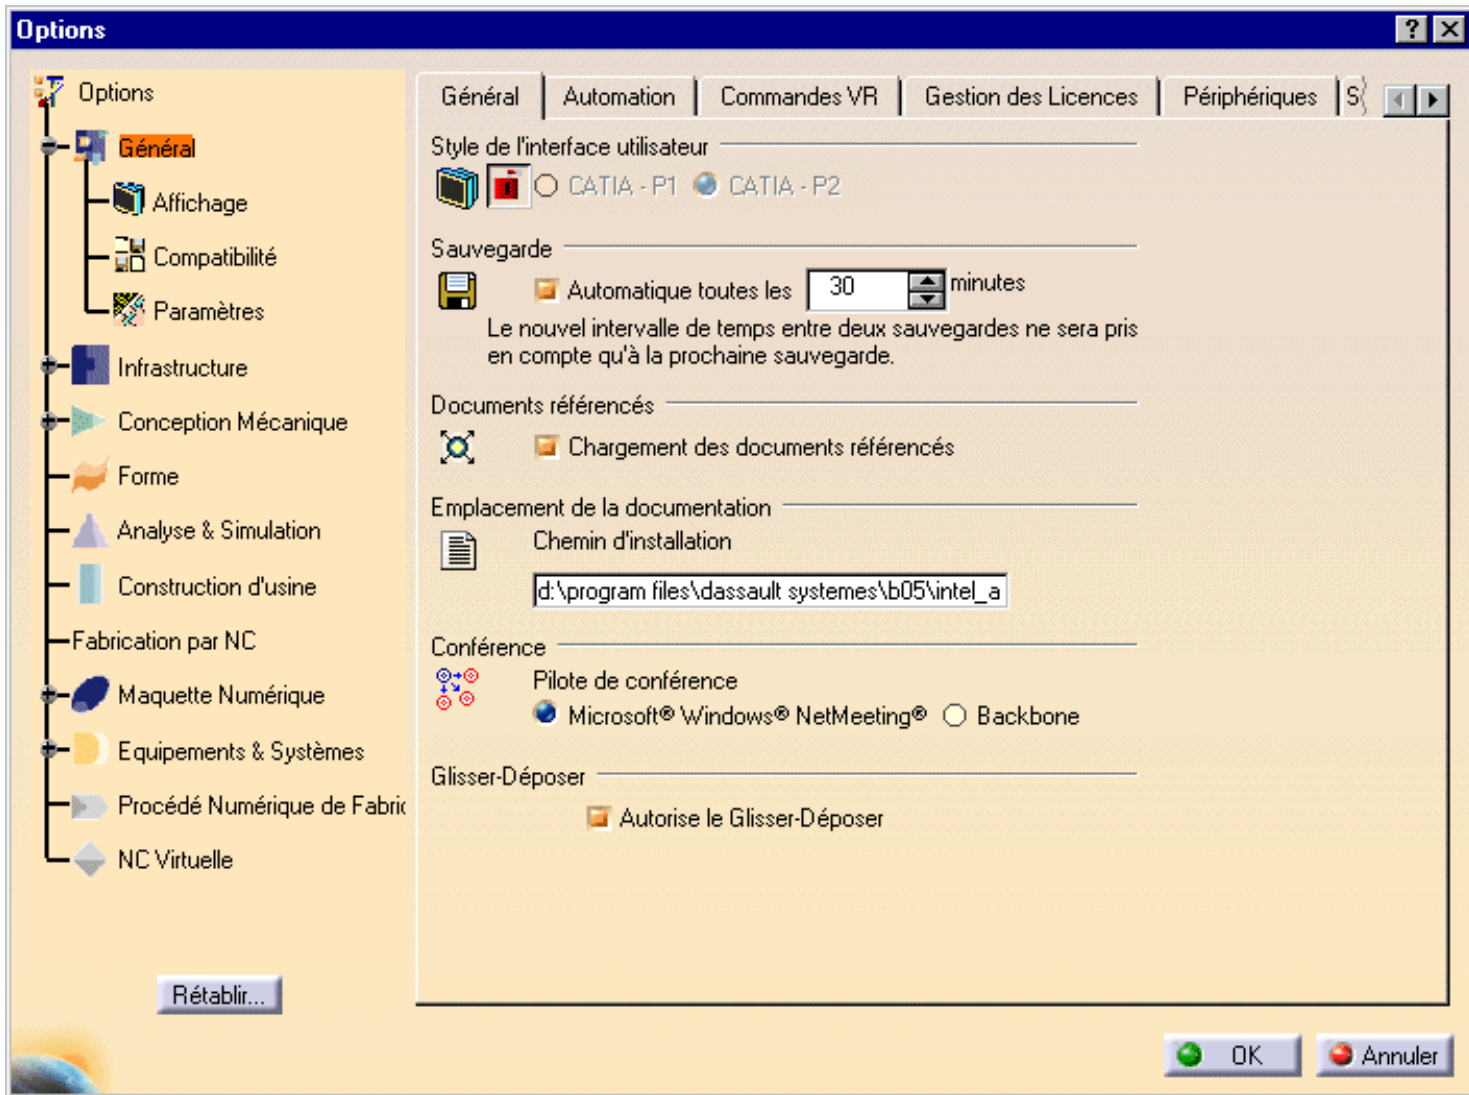 Options
Options
Général
Affichage
Compatibilité
Paramètres
Infrastructure
Conception Mécanique
Forme
Analyse & Simulation
Construction d'usine
Fabrication par NC
Maquette Numérique
Equipements & Systèmes
Procédé Numérique de Fabric
NC Virtuelle
Rétablir...
Général Automation Commandes VR Gestion des Licences Périphériques S
Style de l'interface utilisateur
CATIA - P1 CATIA - P2
Sauvegarde
Automatique toutes les 30 minutes
Le nouvel intervalle de temps entre deux sauvegardes ne sera pris
en compte qu'à la prochaine sauvegarde.
Documents référencés
Chargement des documents référencés
Emplacement de la documentation
Chemin d'installation
d:\program files\dassault systemes\b05\intel_a
Conférence
Pilote de conférence
Microsoft® Windows® NetMeeting® Backbone
Glisser-Déposer
Autorise le Glisser-Déposer
OK Annuler